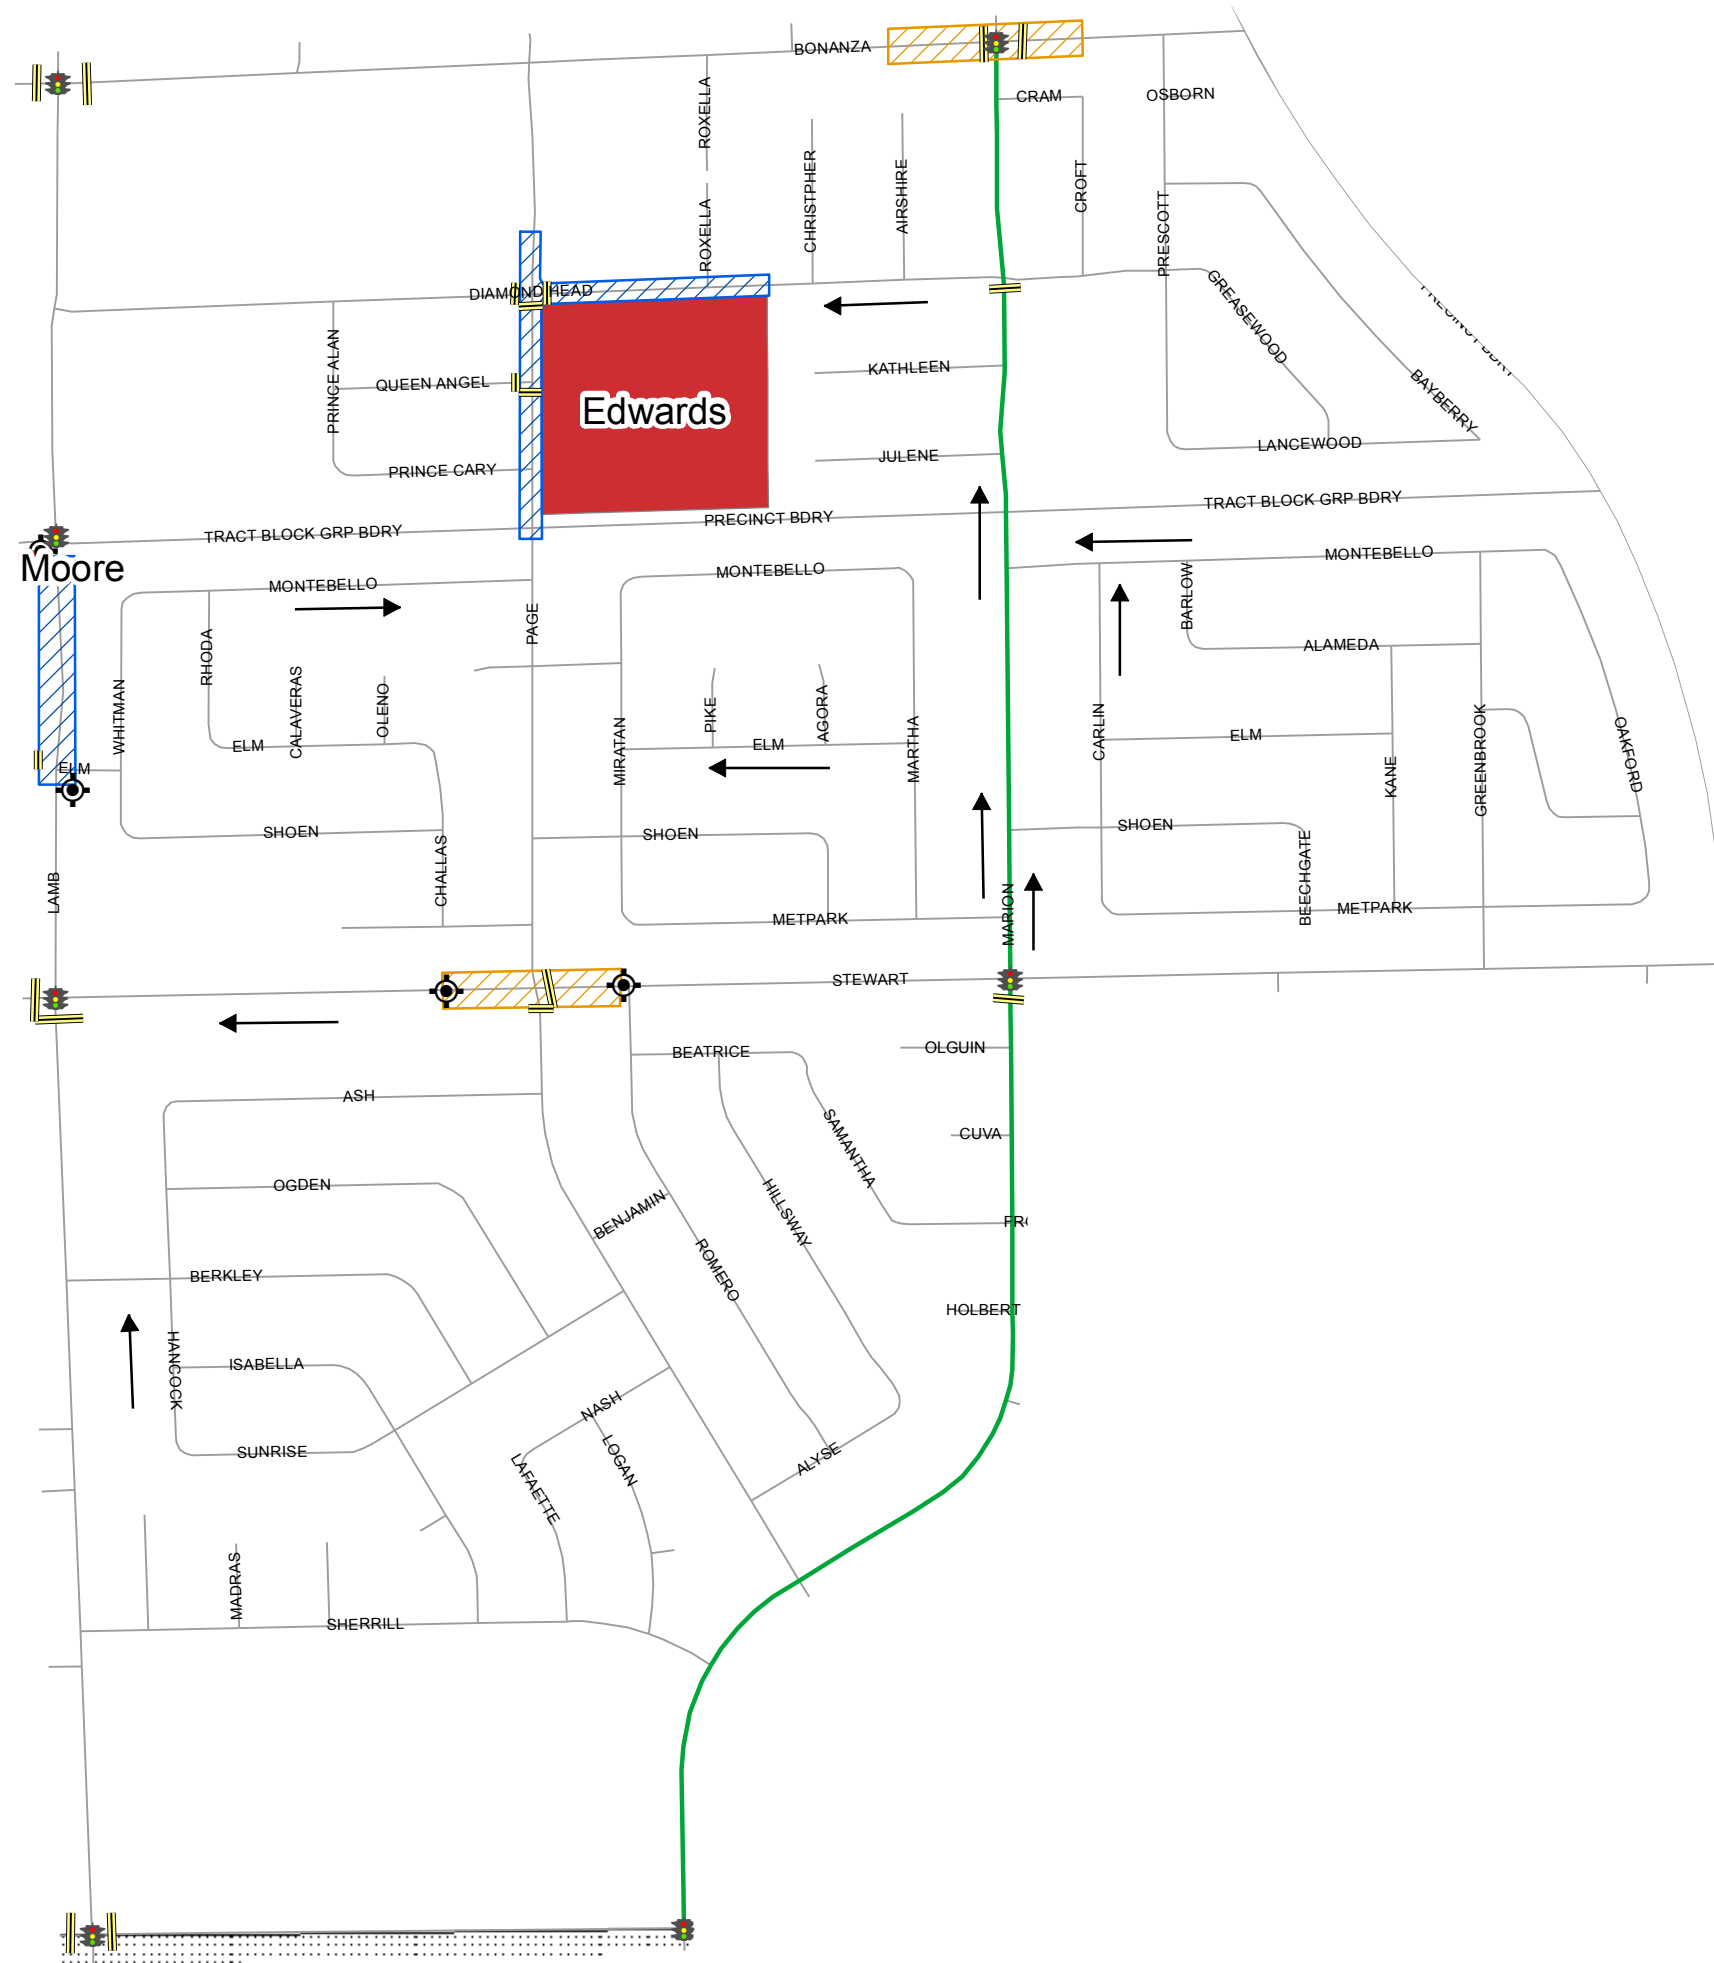 BONANZA
CRAM
OSBORN
ROXELLA
CHRISTPHER
AIRSHIRE
CROFT
PRESCOTT
ROXELLA
DIAMOND HEAD
GREASEWOOD
PRECINCT BDRY
PRINCE ALAN
QUEEN ANGEL
KATHLEEN
BAYBERRY
Edwards
PRINCE CARY
JULENE
LANCEWOOD
TRACT BLOCK GRP BDRY
PRECINCT BDRY
TRACT BLOCK GRP BDRY
Moore
MONTEBELLO
MONTEBELLO
MONTEBELLO
PAGE
BARLOW
RHODA
ALAMEDA
WHITMAN
CALAVERAS
OLENO
MIRATAN
PIKE
AGORA
MARTHA
CARLIN
GREENBROOK
OAKFORD
ELM
ELM
ELM
ELM
KANE
SHOEN
SHOEN
SHOEN
CHALLAS
LAMB
BEECHGATE
METPARK
METPARK
MARION
STEWART
BEATRICE
OLGUIN
ASH
SAMANTHA
CUVA
OGDEN
BENJAMIN
HILLSWAY
FR
ROMERO
BERKLEY
HOLBERT
HANCOCK
ISABELLA
NASH
SUNRISE
LOGAN
ALYSE
LAFAETTE
MADRAS
SHERRILL